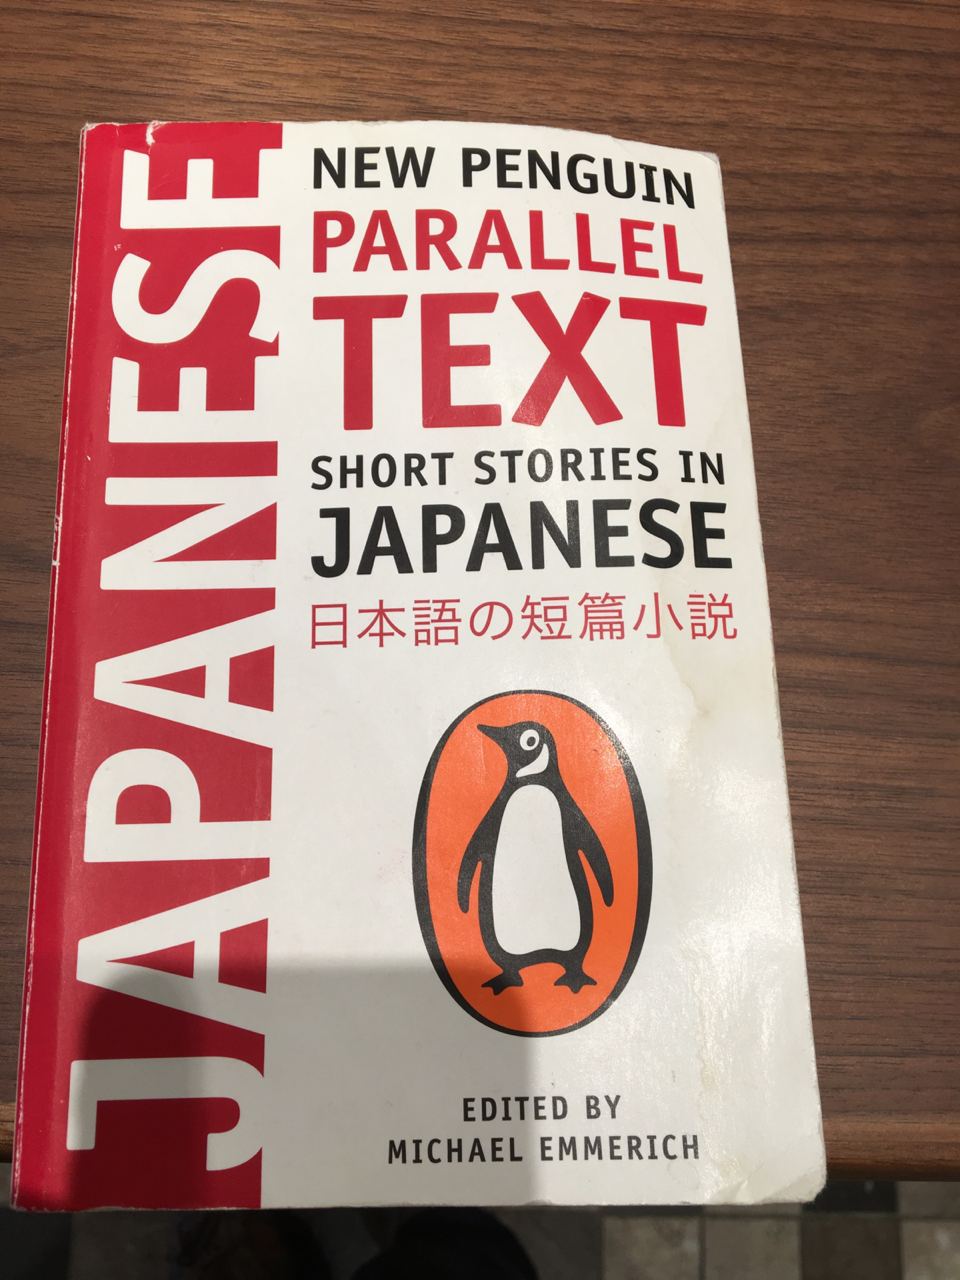 JAPANESE
NEW PENGUIN
PARALLEL
TEXT
SHORT STORIES IN
JAPANESE
日本語の短篇小説
EDITED BY
MICHAEL EMMERICH